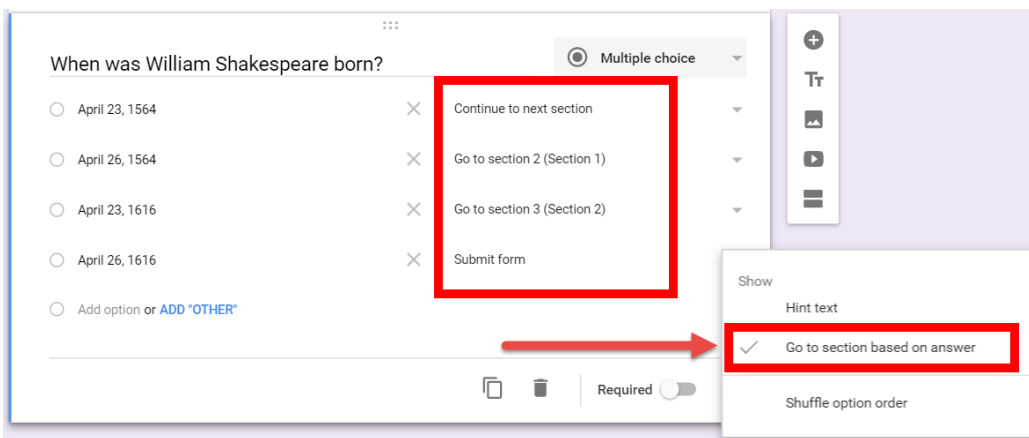 When was William Shakespeare born?
Multiple choice
April 23, 1564
Continue to next section
April 26, 1564
Go to section 2 (Section 1)
April 23, 1616
Go to section 3 (Section 2)
April 26, 1616
Submit form
Add option or ADD "OTHER"
Required
TT
Show
Hint text
Go to section based on answer
Shuffle option order